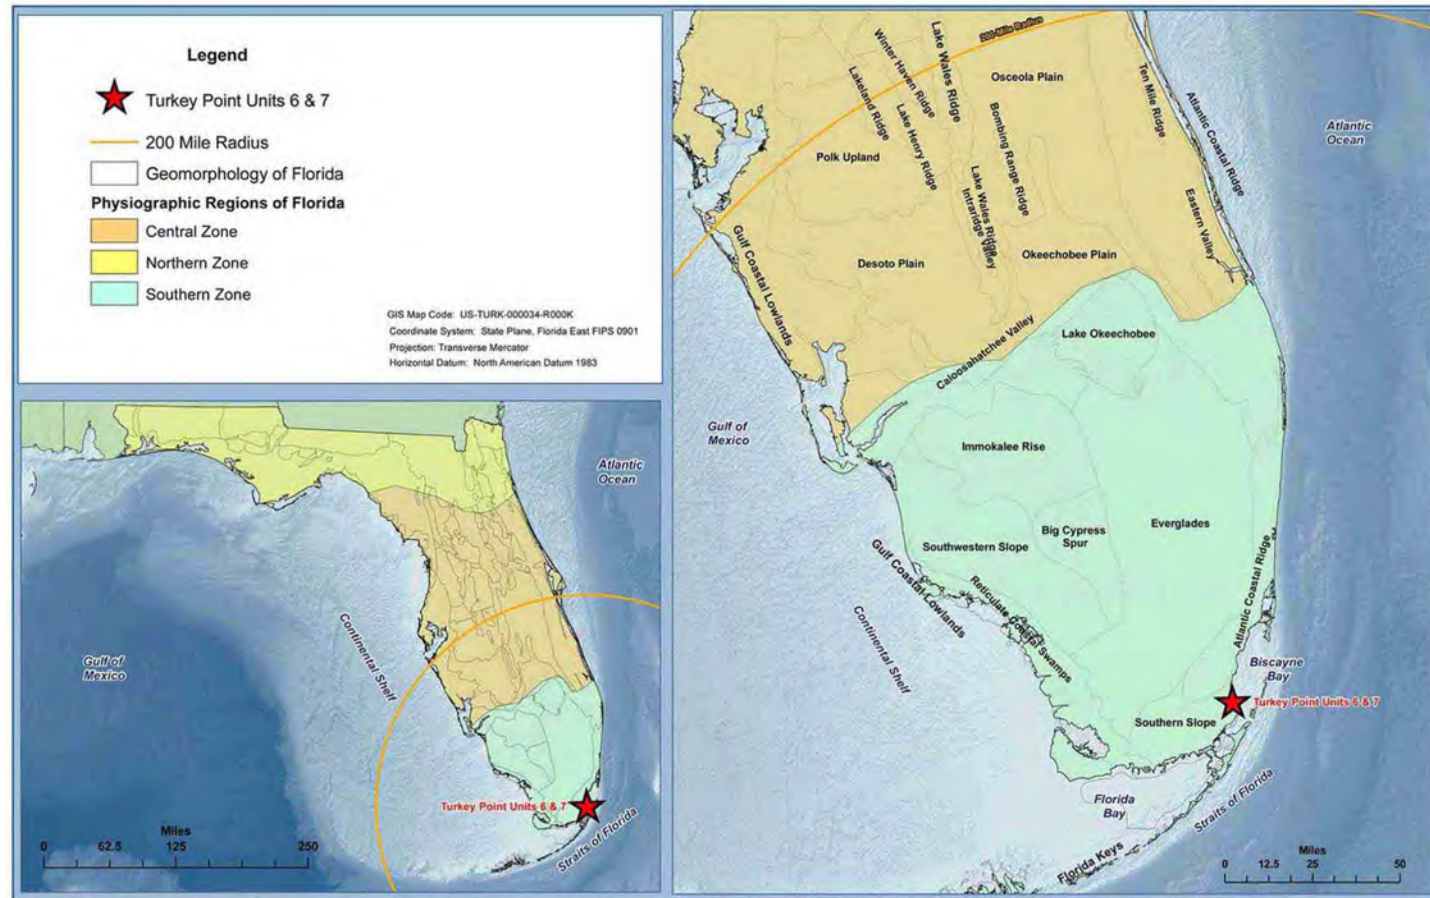 Legend
Turkey Point Units 6 & 7
200 Mile Radius
Geomorphology of Florida
Physiographic Regions of Florida
Central Zone
Northern Zone
Southern Zone
GIS Map Code: US-TURK-000034-R000K
Coordinate System: State Plane, Florida East FIPS 0901
Projection: Transverse Mercator
Horizontal Datum: North American Datum 1983
Atlantic
Ocean
Gulf of
Mexico
Continental Shelf
Turkey Point Units 6 & 7
Straits of Florida
Miles
0 62.5 125 250
200-Mile Radius
Winter Haven Ridge
Lake Wales Ridge
Lakeland Ridge
Osceola Plain
Ten Mile Ridge
Atlantic Coastal Ridge
Atlantic
Ocean
Polk Upland
Lake Henry Ridge
Bombing Range Ridge
Lake Wales Ridge
Intraridge Valley
Eastern Valley
Gulf Coastal Lowlands
Desoto Plain
Okeechobee Plain
Caloosahatchee Valley
Lake Okeechobee
Gulf of
Mexico
Immokalee Rise
Big Cypress
Spur
Everglades
Southwestern Slope
Gulf Coastal Lowlands
Reticulate Coastal Swamps
Atlantic Coastal Ridge
Continental Shelf
Biscayne
Bay
Turkey Point Units 6 & 7
Southern Slope
Florida
Bay
Straits of Florida
Florida Keys
Miles
0 12.5 25 50